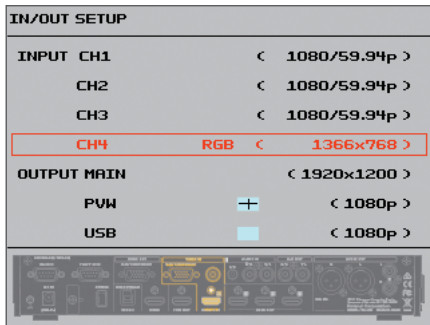 IN/OUT SETUP
INPUT CH1 ( 1080/59.94p )
CH2 ( 1080/59.94p )
CH3 ( 1080/59.94p )
CH4 RGB ( 1366x768 )
OUTPUT MAIN ( 1920x1200 )
PVW ( 1080p )
USB ( 1080p )